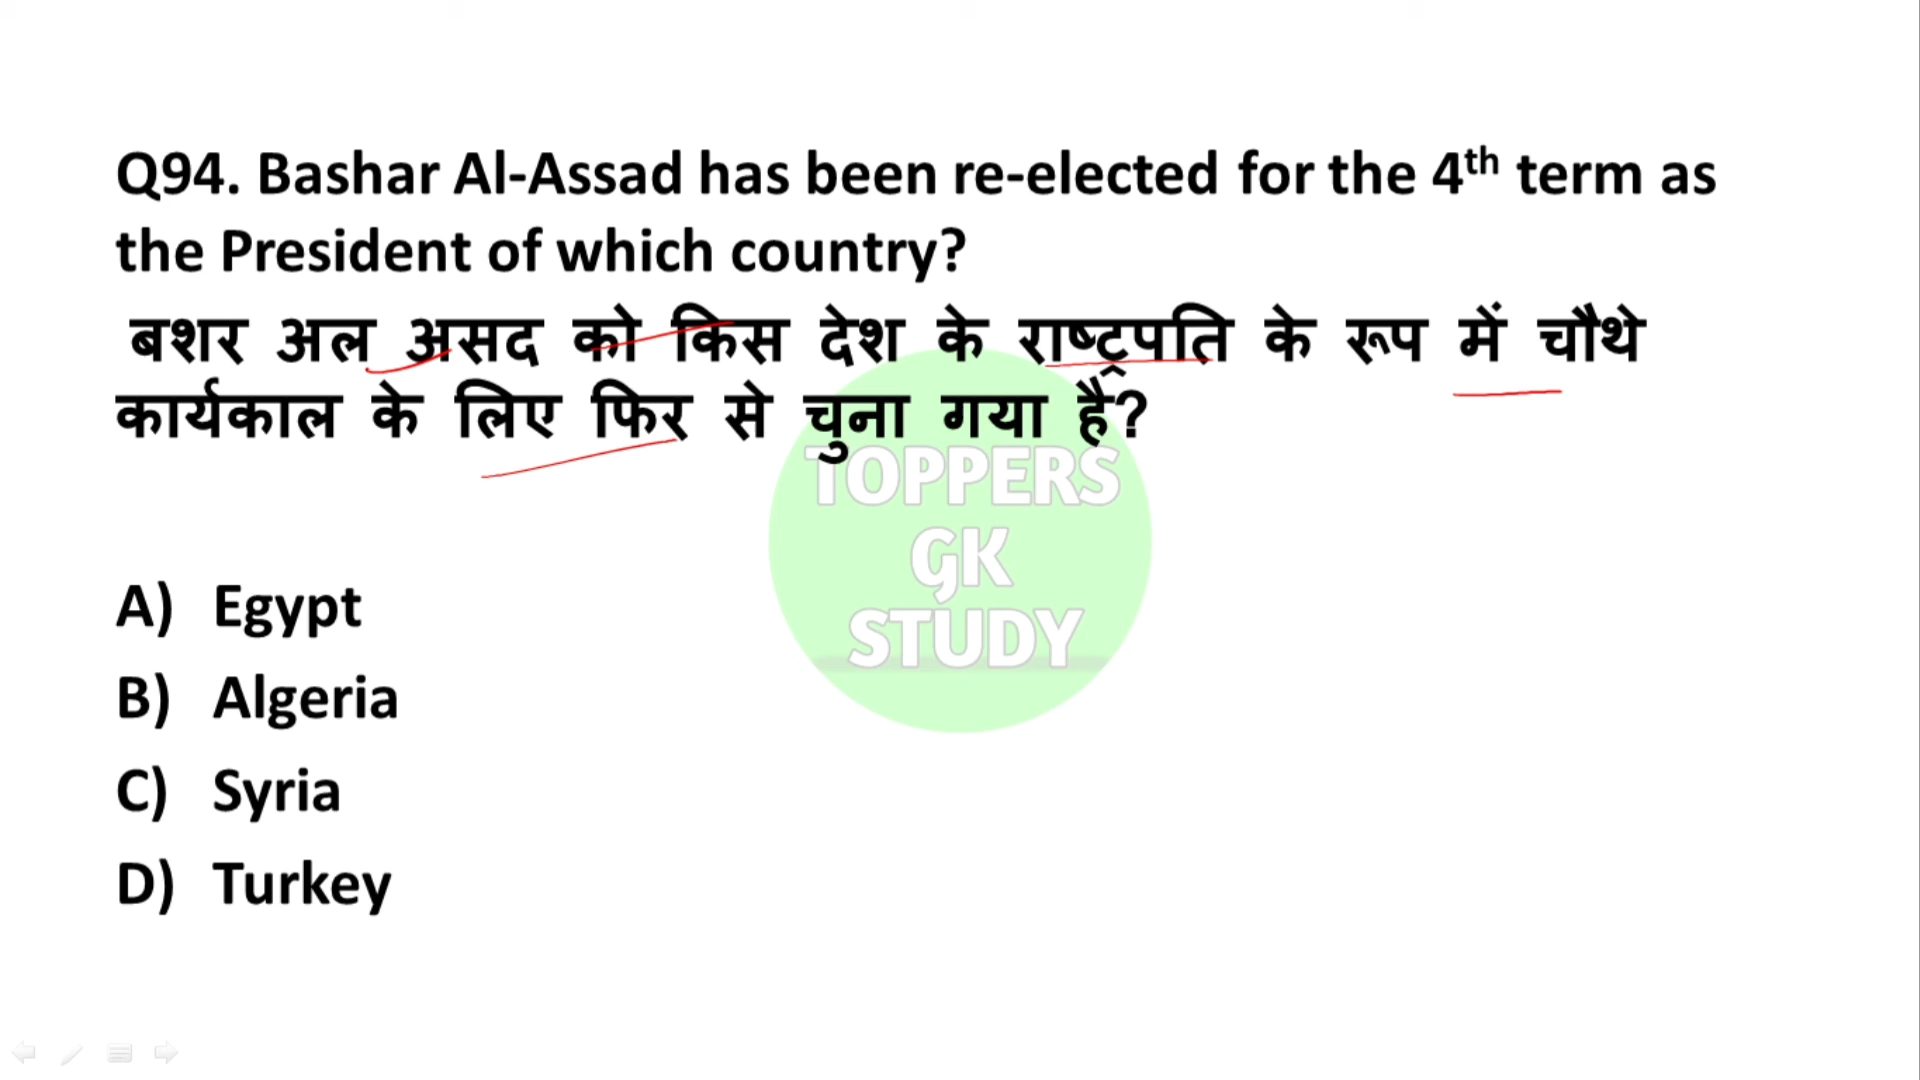 Q94. Bashar Al-Assad has been re-elected for the 4th term as
the President of which country?
बशर अल असद को किस देश के राष्ट्रपति के रूप में चौथे
कार्यकाल के लिए फिर से चुना गया है?
TOPPERS
GK
STUDY
A) Egypt
B) Algeria
C) Syria
D) Turkey